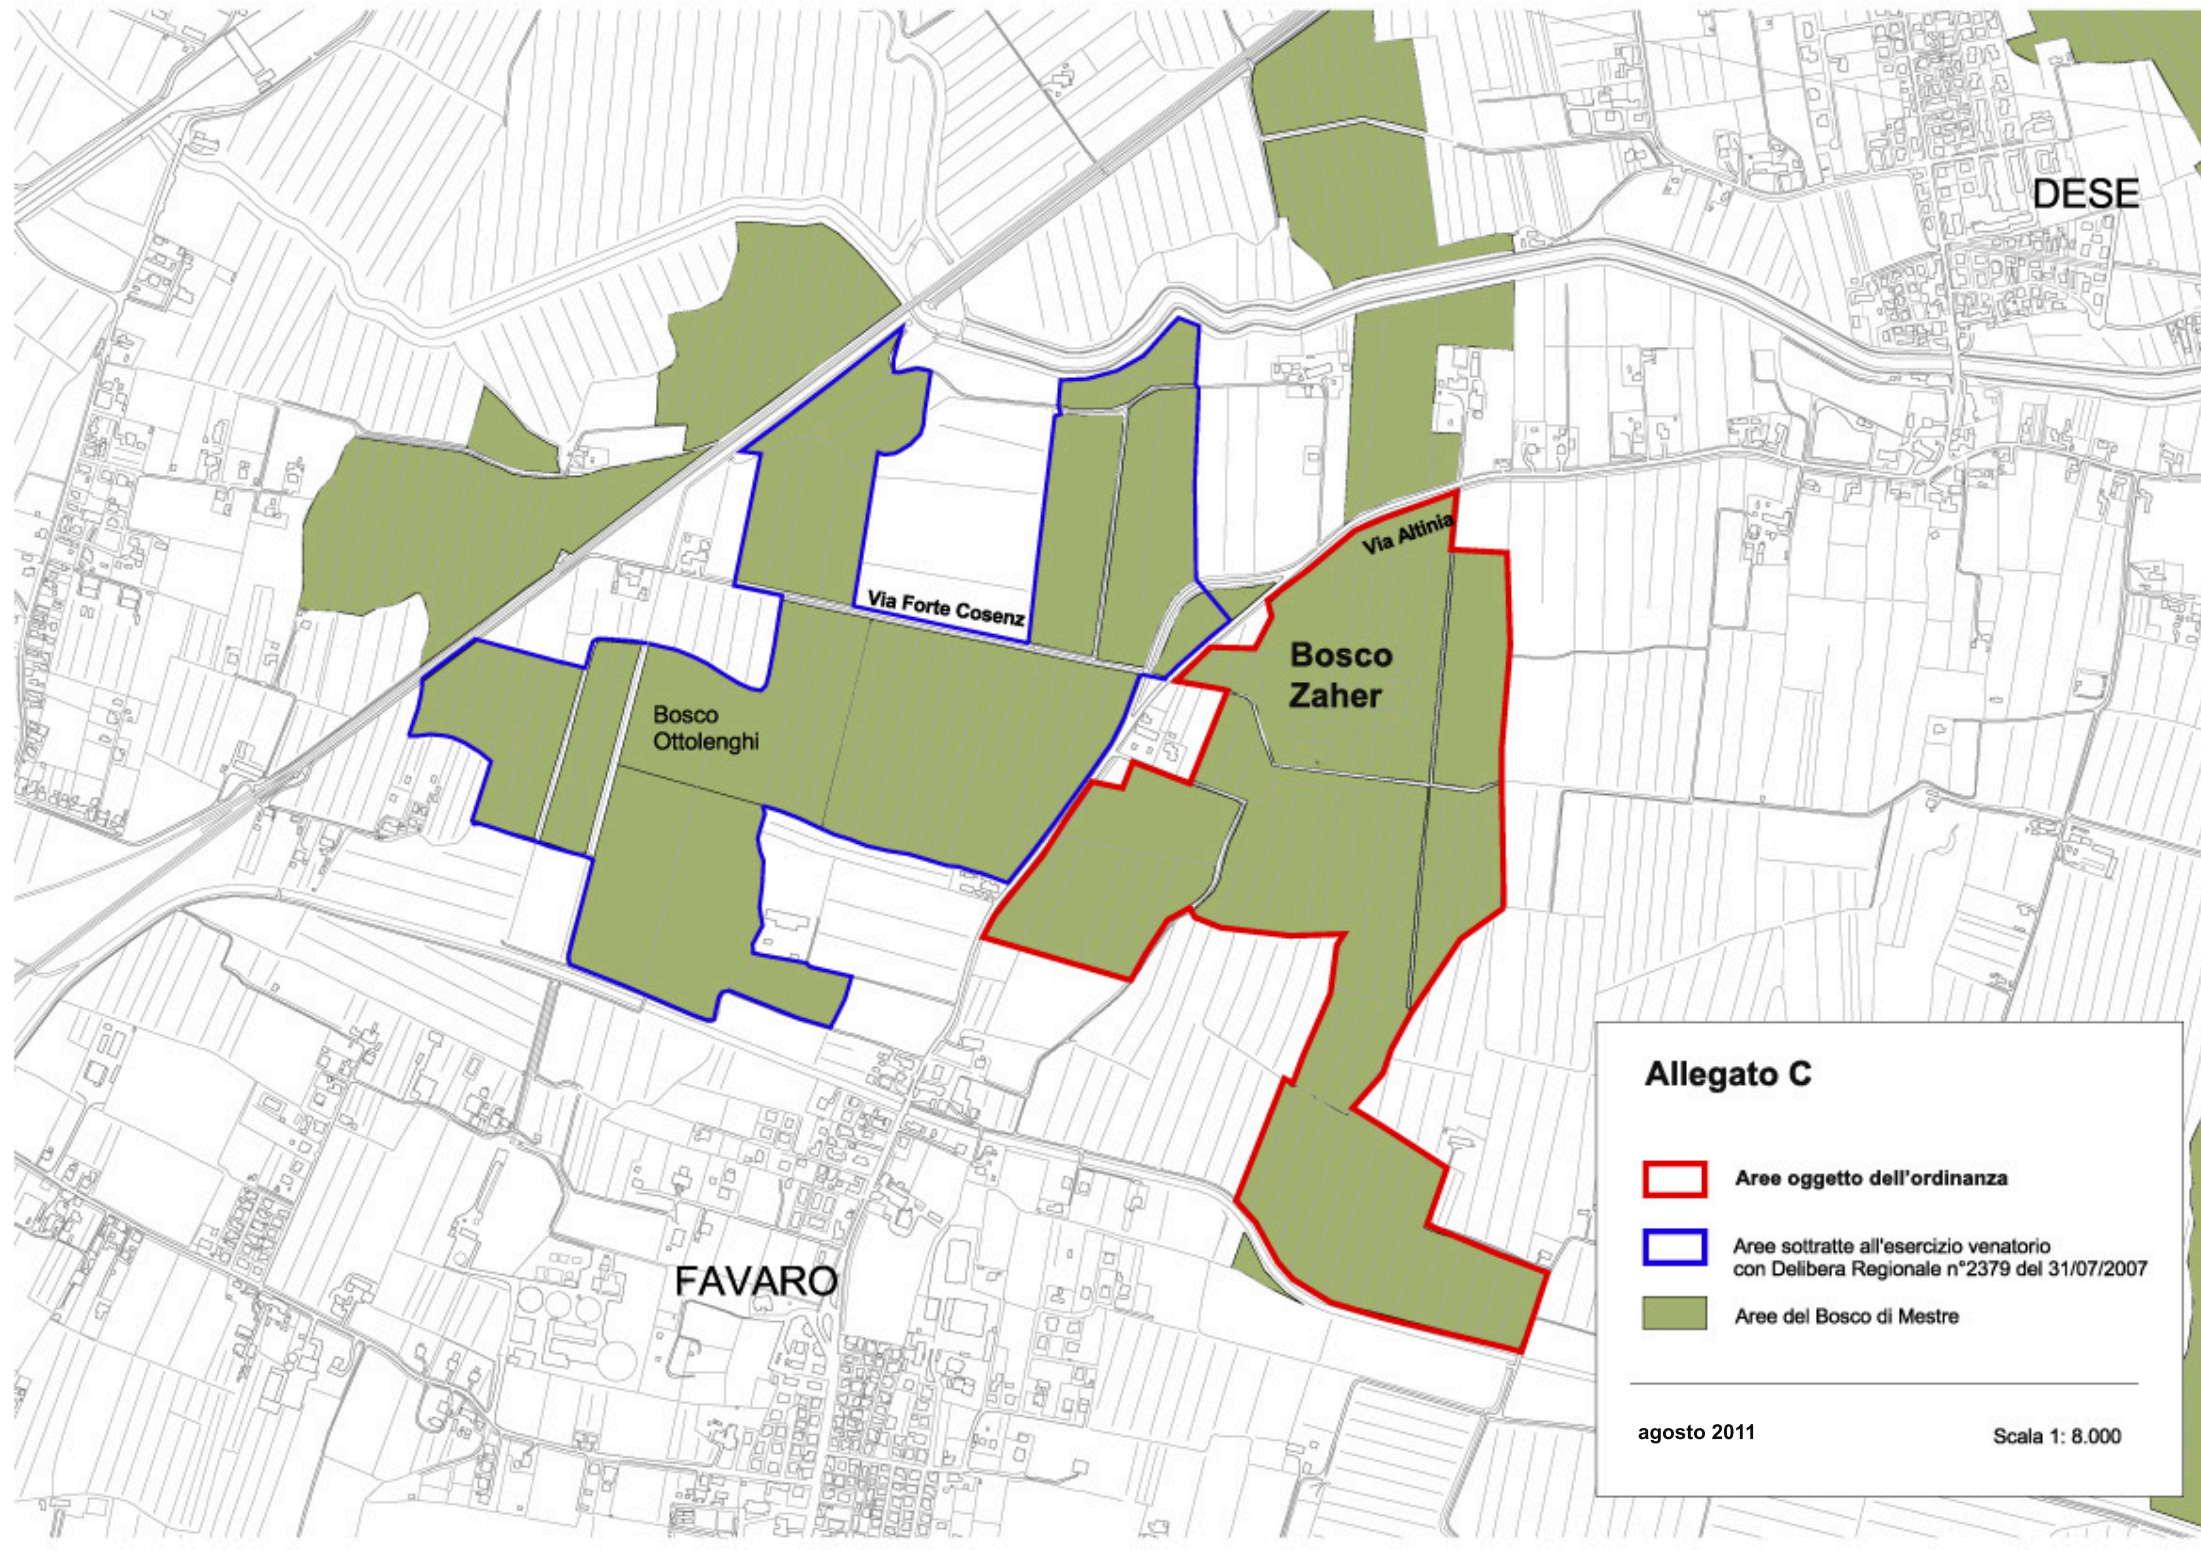 DESE
Via Altinia
Via Forte Cosenz
Bosco
Zaher
Bosco
Ottolenghi
FAVARO
Allegato C
Aree oggetto dell'ordinanza
Aree sottratte all'esercizio venatorio
con Delibera Regionale n°2379 del 31/07/2007
Aree del Bosco di Mestre
agosto 2011
Scala 1: 8.000